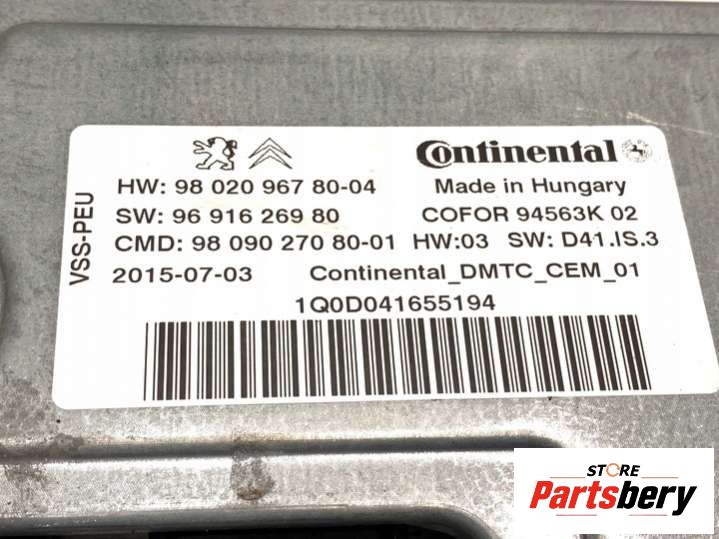 Continental
HW: 98 020 967 80-04
Made in Hungary
SW: 96 916 269 80
COFOR 94563K 02
CMD: 98 090 270 80-01 HW:03 SW: D41.IS.3
2015-07-03 Continental_DMTC_CEM_01
1Q0D041655194
VSS-PEU
STORE
Partsbery